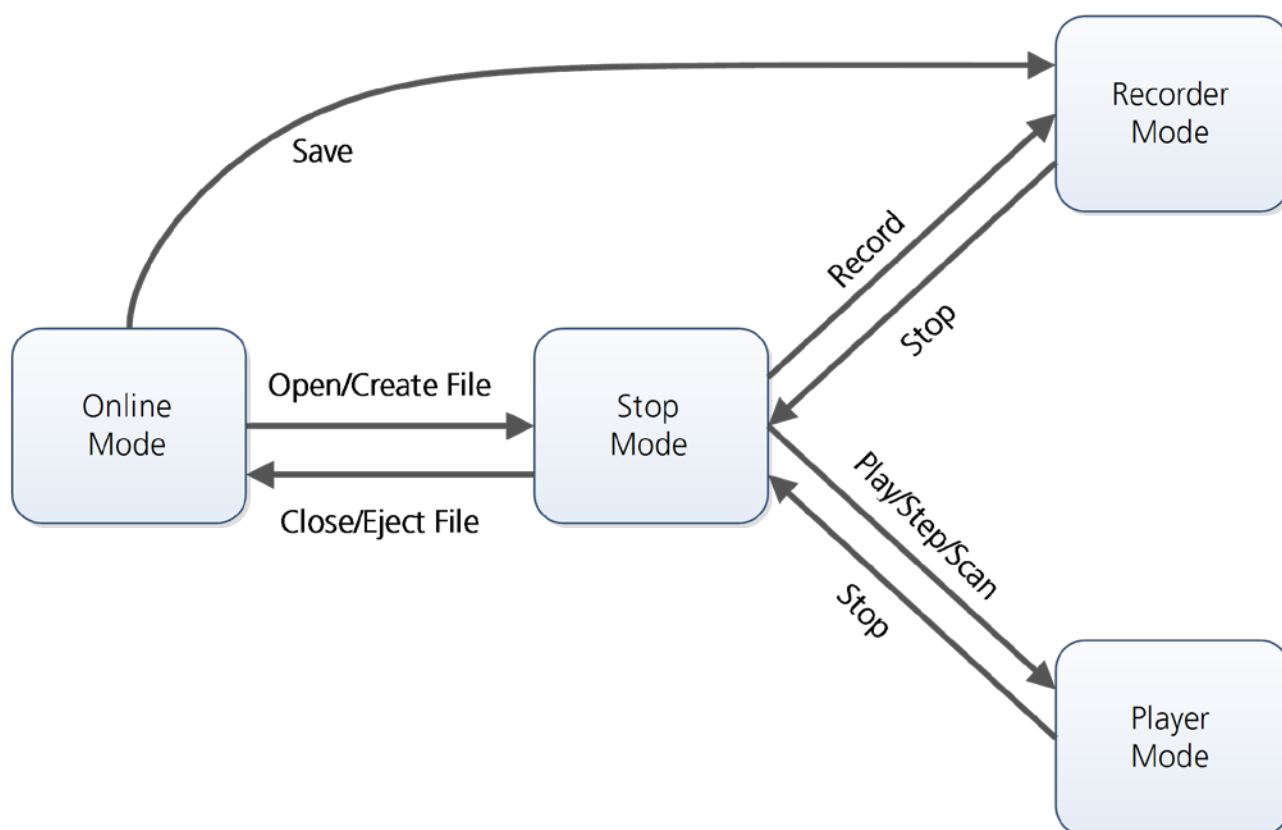 Recorder
Mode
Save
Record
Stop
Open/Create File
Online
Mode
Stop
Mode
Close/Eject File
Play/Step/Scan
Stop
Player
Mode